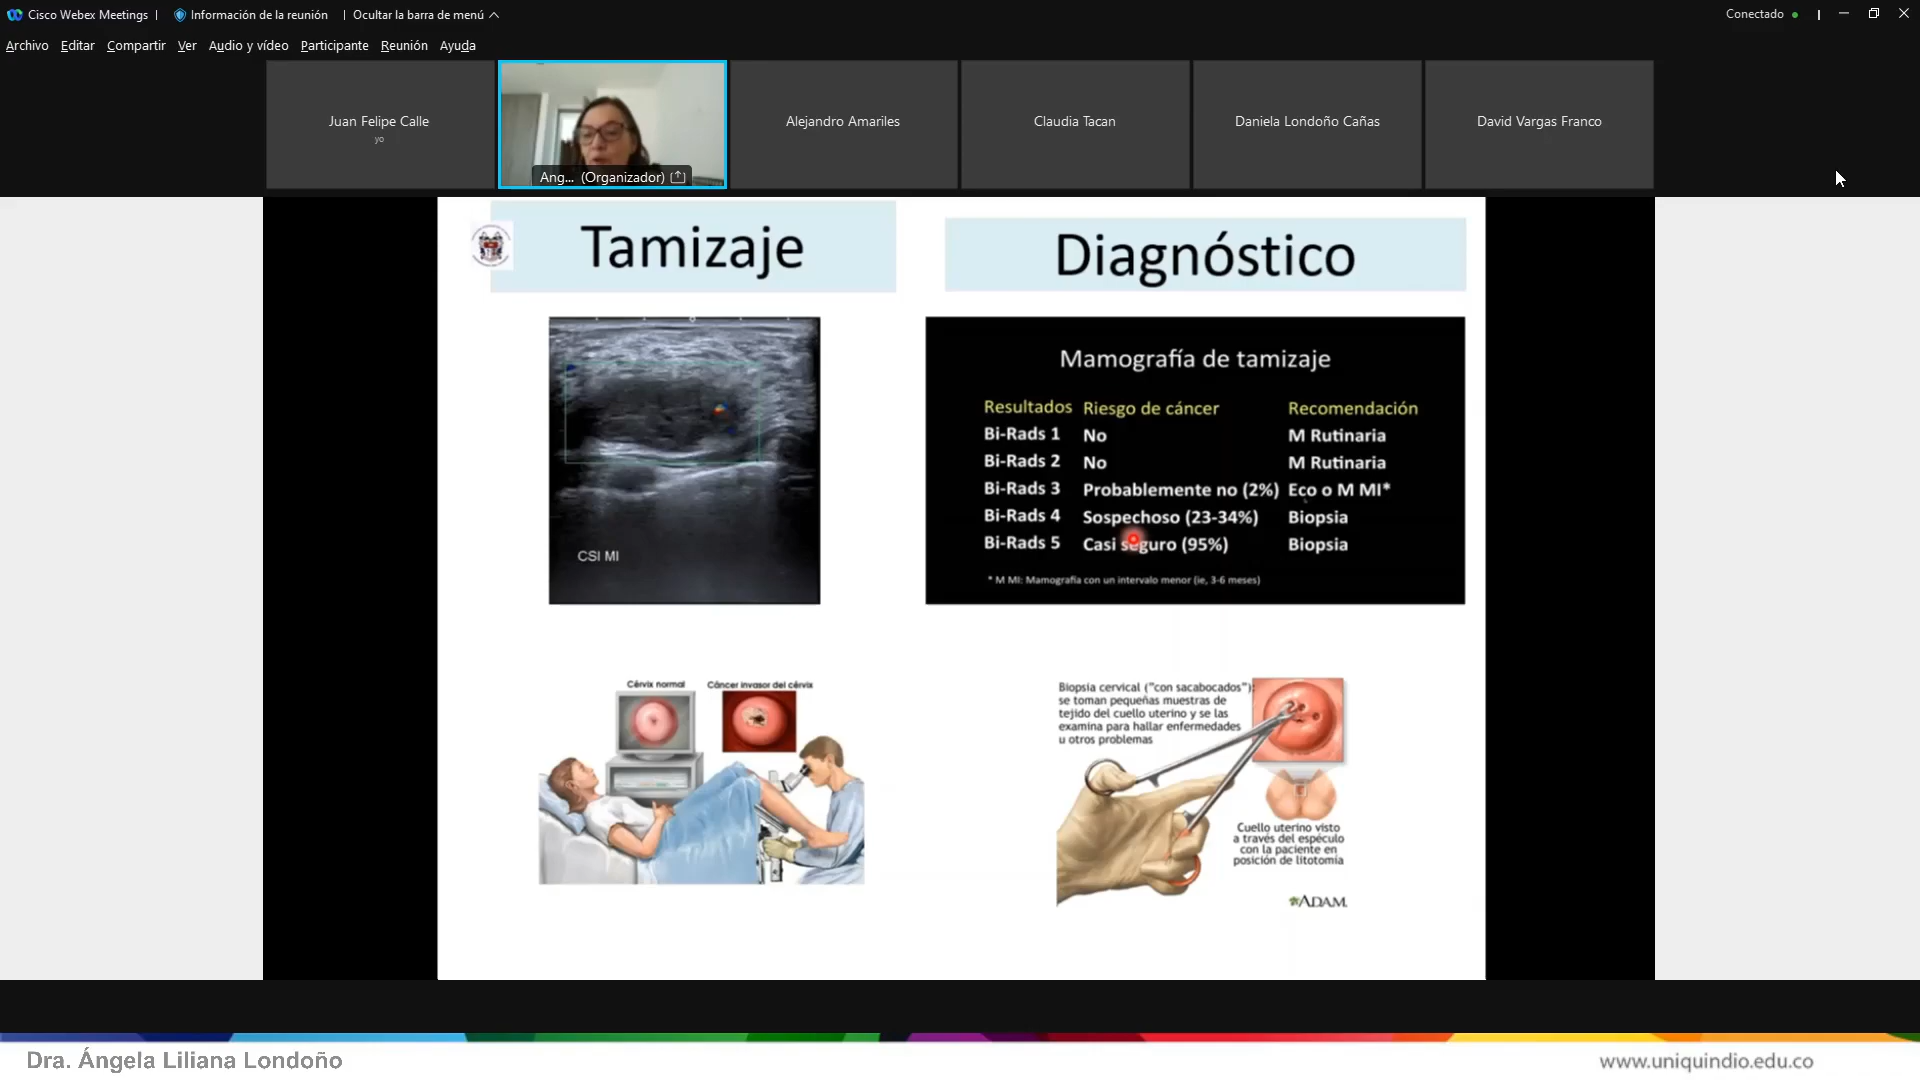 Cisco Webex Meetings | Información de la reunión | Ocultar la barra de menú
Conectado
Archivo Editar Compartir Ver Audio y vídeo Participante Reunión Ayuda
Juan Felipe Calle
yo
Ang... (Organizador)
Alejandro Amariles
Claudia Tacan
Daniela Londoño Cañas
David Vargas Franco
Tamizaje
Diagnóstico
CSI MI
Mamografía de tamizaje
Resultados Riesgo de cáncer Recomendación
Bi-Rads 1 No M Rutinaria
Bi-Rads 2 No M Rutinaria
Bi-Rads 3 Probablemente no (2%) Eco o M MI*
Bi-Rads 4 Sospechoso (23-34%) Biopsia
Bi-Rads 5 Casi seguro (95%) Biopsia
* M MI: Mamografía con un intervalo menor (ie, 3-6 meses)
Cérvix normal Cáncer invasor del cérvix
Biopsia cervical ("con sacabocados"):
se toman pequeñas muestras de
tejido del cuello uterino y se las
examina para hallar enfermedades
u otros problemas
Cuello uterino visto
a través del espéculo
con la paciente en
posición de litotomía
ADAM.
Dra. Ángela Liliana Londoño
www.uniquindio.edu.co